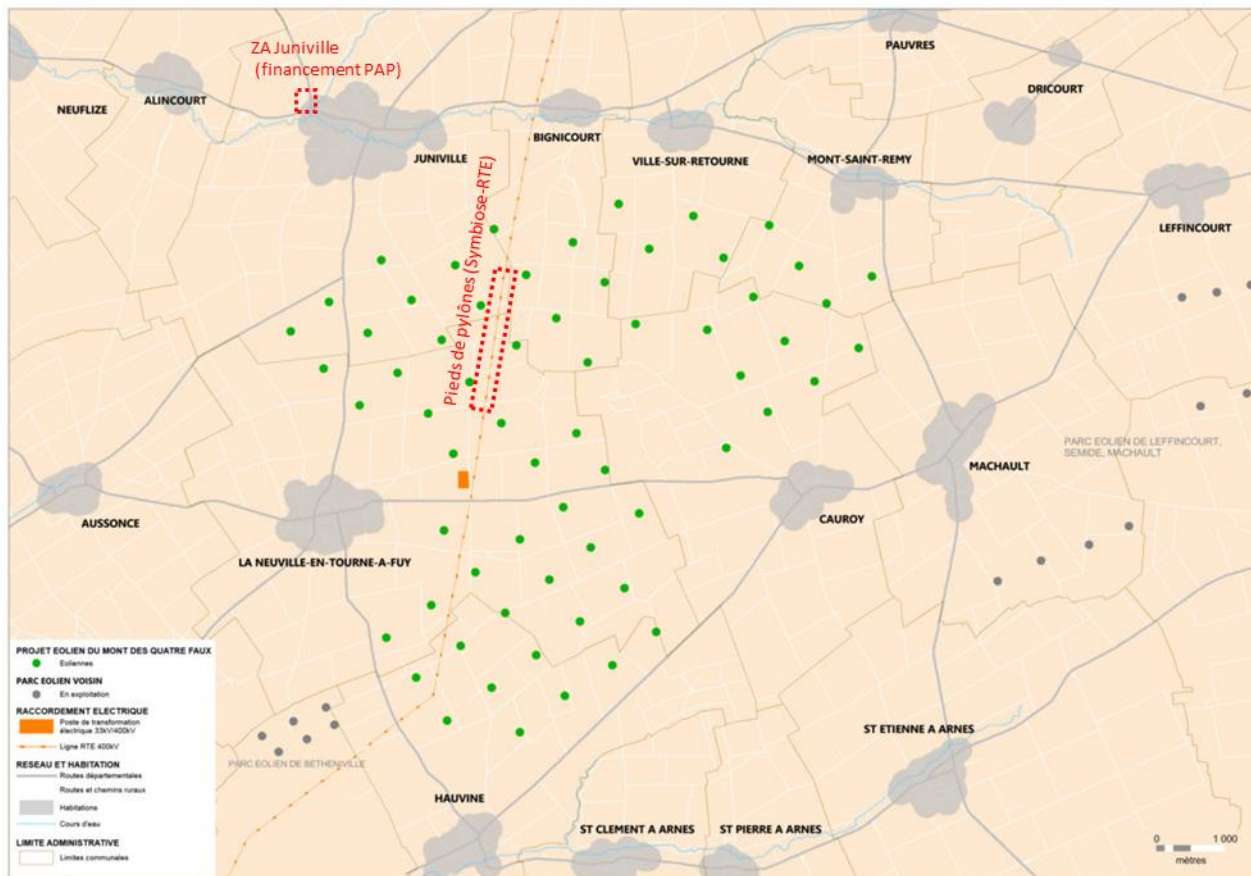 ZA Juniville
(financement PAP)
PAUVRES
DRICOURT
NEUFLIZE
ALINCOURT
JUNIVILLE
BIGNICOURT
VILLE-SUR-RETOURNE
MONT-SAINT-REMY
LEFFINCOURT
Pieds de pylônes (Symbiose-RTE)
PARC EOLIEN DE LEFFINCOURT,
SEMIDE, MACHAULT
MACHAULT
AUSSONCE
CAUROY
LA NEUVILLE-EN-TOURNE-A-FUY
PROJET EOLIEN DU MONT DES QUATRE FAUX
Eoliennes
PARC EOLIEN VOISIN
En exploitation
RACCORDEMENT ELECTRIQUE
Poste de transformation
électrique 33kV/400kV
Ligne RTE 400kV
RESEAU ET HABITATION
Routes départementales
Routes et chemins ruraux
Habitations
Cours d'eau
LIMITE ADMINISTRATIVE
Limites communales
PARC EOLIEN DE BETHENIVILLE
HAUVINE
ST CLEMENT A ARNES
ST PIERRE A ARNES
ST ETIENNE A ARNES
0 1 000
mètres